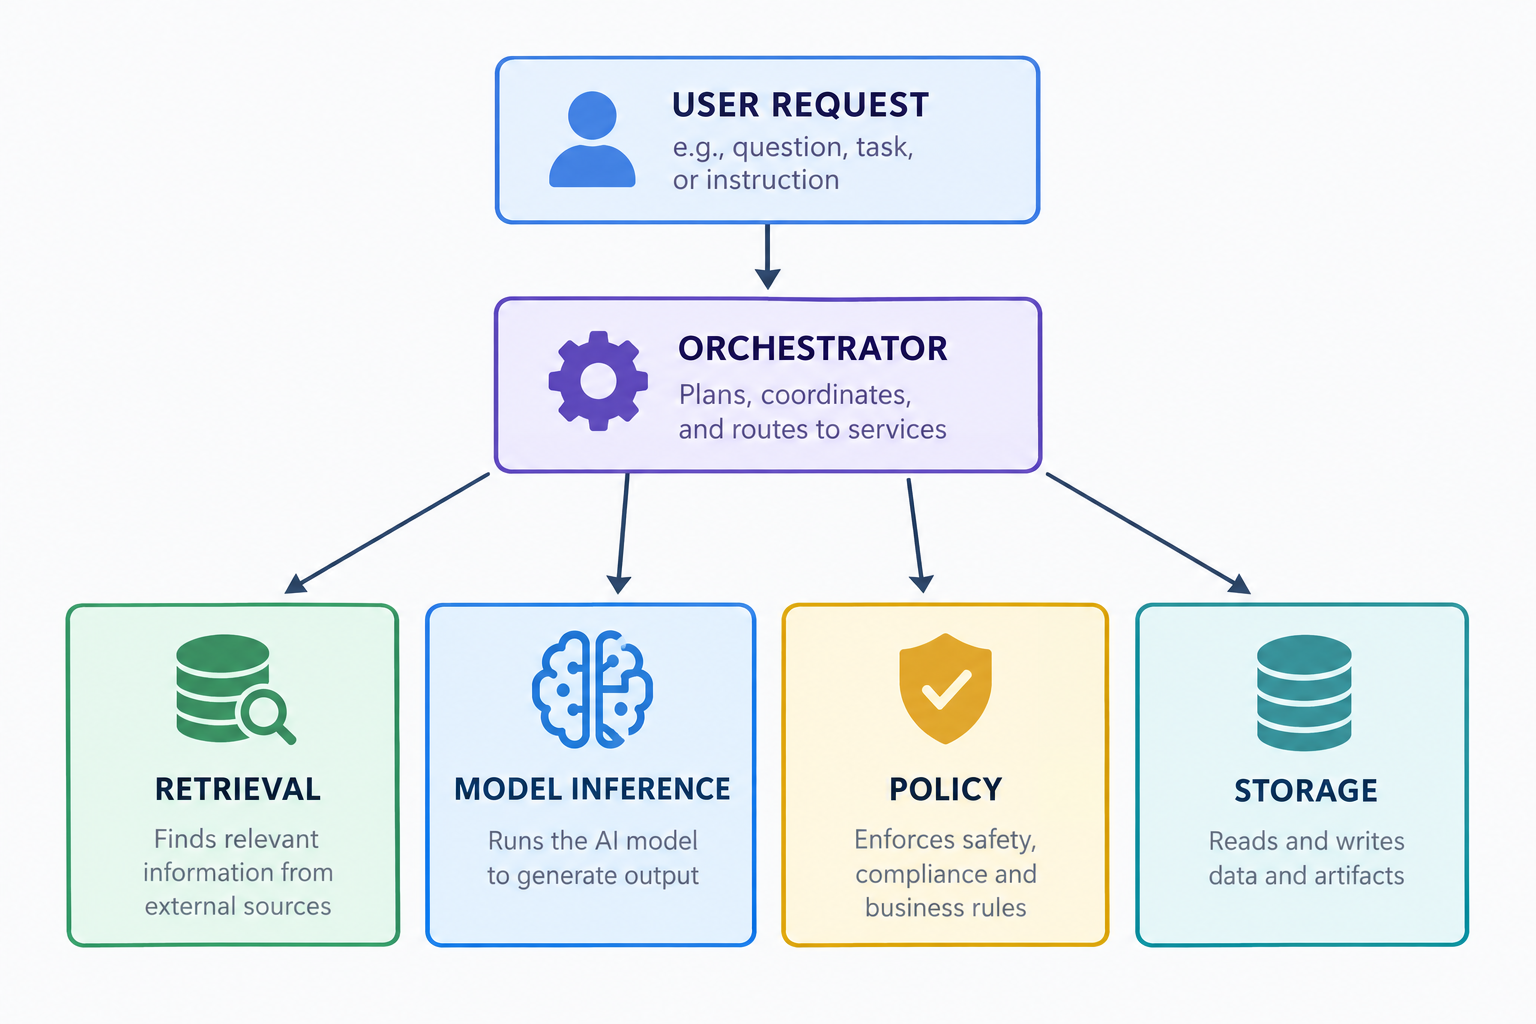 USER REQUEST
e.g., question, task,
or instruction
ORCHESTRATOR
Plans, coordinates,
and routes to services
RETRIEVAL
Finds relevant
information from
external sources
MODEL INFERENCE
Runs the AI model
to generate output
POLICY
Enforces safety,
compliance and
business rules
STORAGE
Reads and writes
data and artifacts